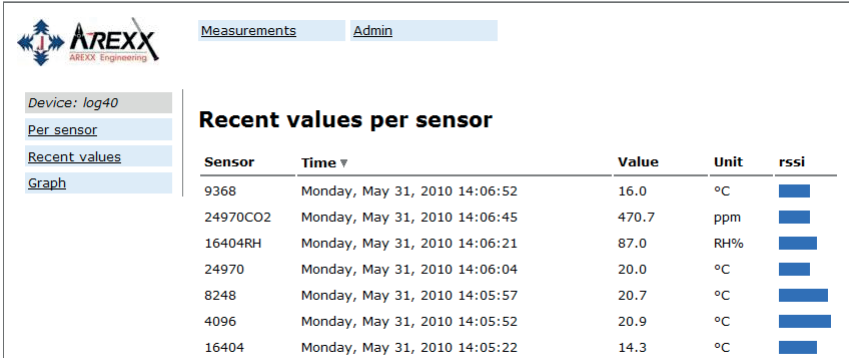 AREXX
AREXX Engineering
Measurements Admin
Device: log40
Per sensor
Recent values
Graph
Recent values per sensor
Sensor Time ▼ Value Unit rssi
9368 Monday, May 31, 2010 14:06:52 16.0 °C
24970CO2 Monday, May 31, 2010 14:06:45 470.7 ppm
16404RH Monday, May 31, 2010 14:06:21 87.0 RH%
24970 Monday, May 31, 2010 14:06:04 20.0 °C
8248 Monday, May 31, 2010 14:05:57 20.7 °C
4096 Monday, May 31, 2010 14:05:52 20.9 °C
16404 Monday, May 31, 2010 14:05:22 14.3 °C